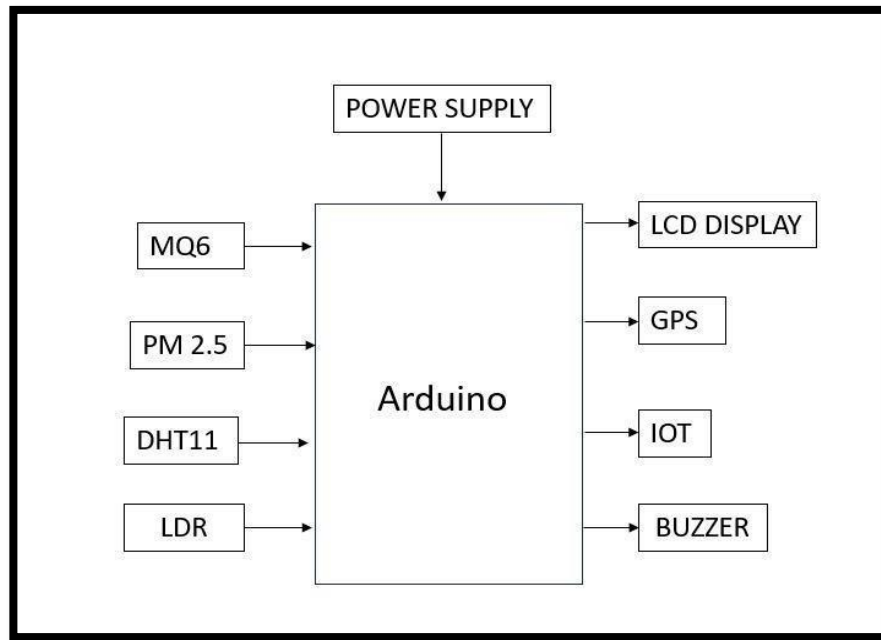 POWER SUPPLY
MQ6
PM 2.5
DHT11
LDR
Arduino
LCD DISPLAY
GPS
IOT
BUZZER